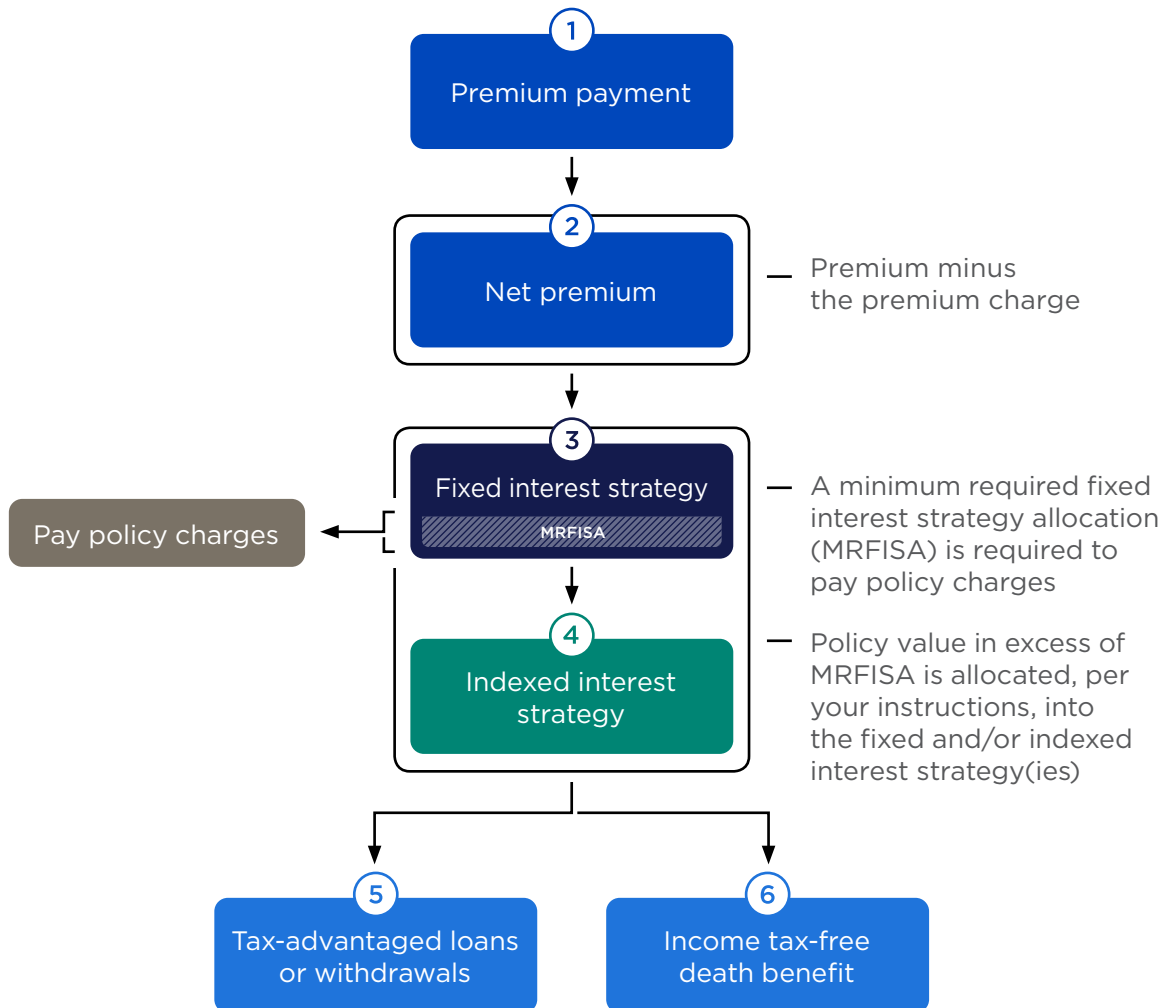 1
Premium payment
2
Net premium
Premium minus
the premium charge
3
Fixed interest strategy
MRFISA
Pay policy charges
A minimum required fixed
interest strategy allocation
(MRFISA) is required to
pay policy charges
4
Indexed interest
strategy
Policy value in excess of
MRFISA is allocated, per
your instructions, into
the fixed and/or indexed
interest strategy(ies)
5
Tax-advantaged loans
or withdrawals
6
Income tax-free
death benefit